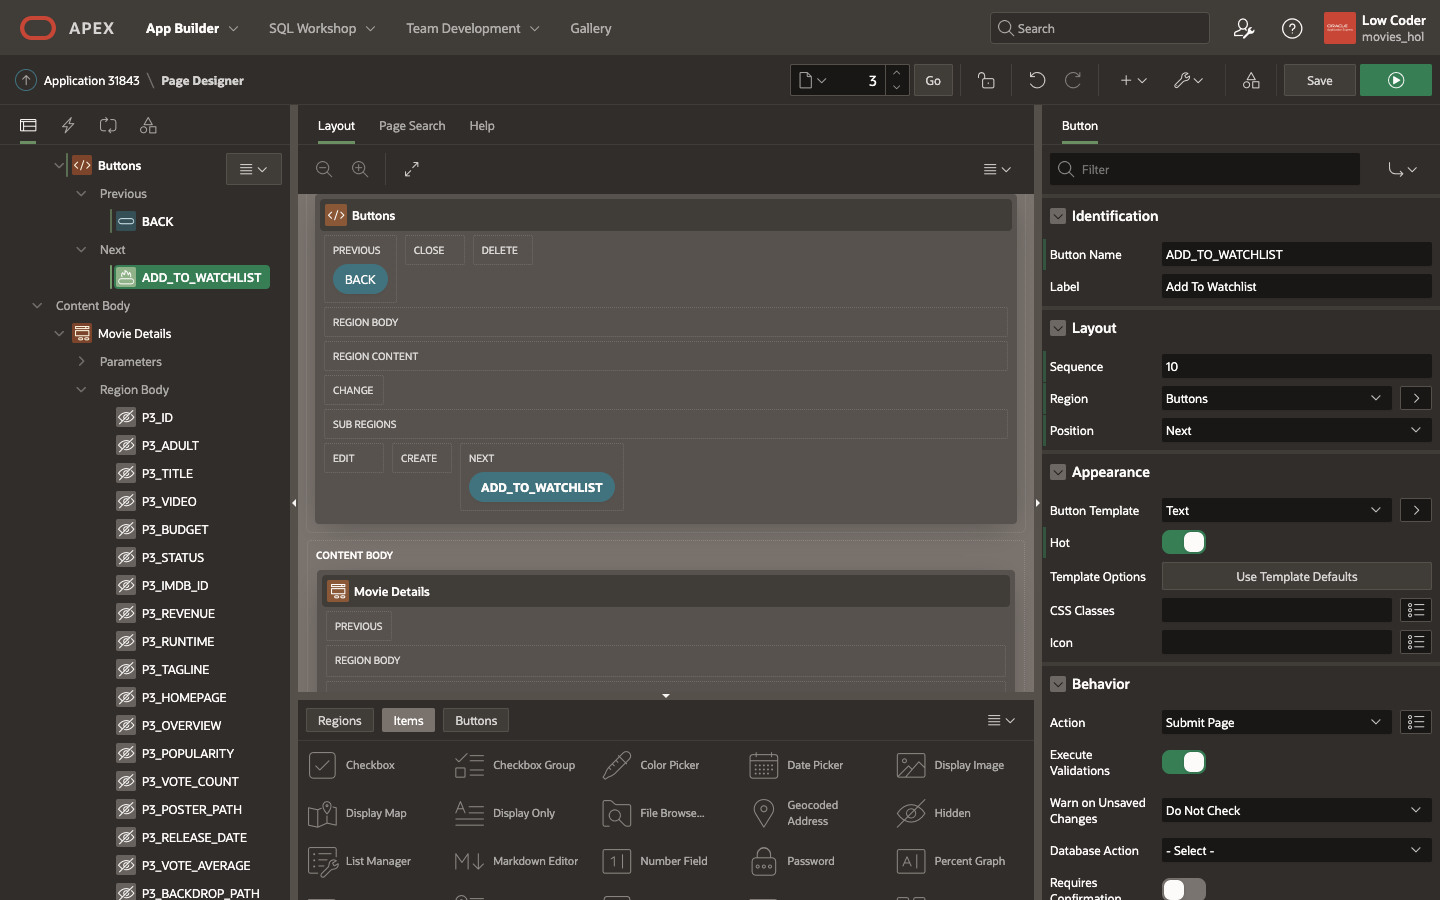 APEX
App Builder
SQL Workshop
Team Development
Gallery
Search
Low Coder
movies_hol
Application 31843 \ Page Designer
3
Go
Save
Buttons
Previous
BACK
Next
ADD_TO_WATCHLIST
Content Body
Movie Details
Parameters
Region Body
P3_ID
P3_ADULT
P3_TITLE
P3_VIDEO
P3_BUDGET
P3_STATUS
P3_IMDB_ID
P3_REVENUE
P3_RUNTIME
P3_TAGLINE
P3_HOMEPAGE
P3_OVERVIEW
P3_POPULARITY
P3_VOTE_COUNT
P3_POSTER_PATH
P3_RELEASE_DATE
P3_VOTE_AVERAGE
P3_BACKDROP_PATH
Layout
Page Search
Help
Buttons
PREVIOUS
CLOSE
DELETE
BACK
REGION BODY
REGION CONTENT
CHANGE
SUB REGIONS
EDIT
CREATE
NEXT
ADD_TO_WATCHLIST
CONTENT BODY
Movie Details
PREVIOUS
REGION BODY
Regions
Items
Buttons
Checkbox
Checkbox Group
Color Picker
Date Picker
Display Image
Display Map
Display Only
File Browse...
Geocoded
Address
Hidden
List Manager
Markdown Editor
Number Field
Password
Percent Graph
Button
Filter
Identification
Button Name
ADD_TO_WATCHLIST
Label
Add To Watchlist
Layout
Sequence
10
Region
Buttons
Position
Next
Appearance
Button Template
Text
Hot
Template Options
Use Template Defaults
CSS Classes
Icon
Behavior
Action
Submit Page
Execute
Validations
Warn on Unsaved
Changes
Do Not Check
Database Action
- Select -
Requires
Confirmation